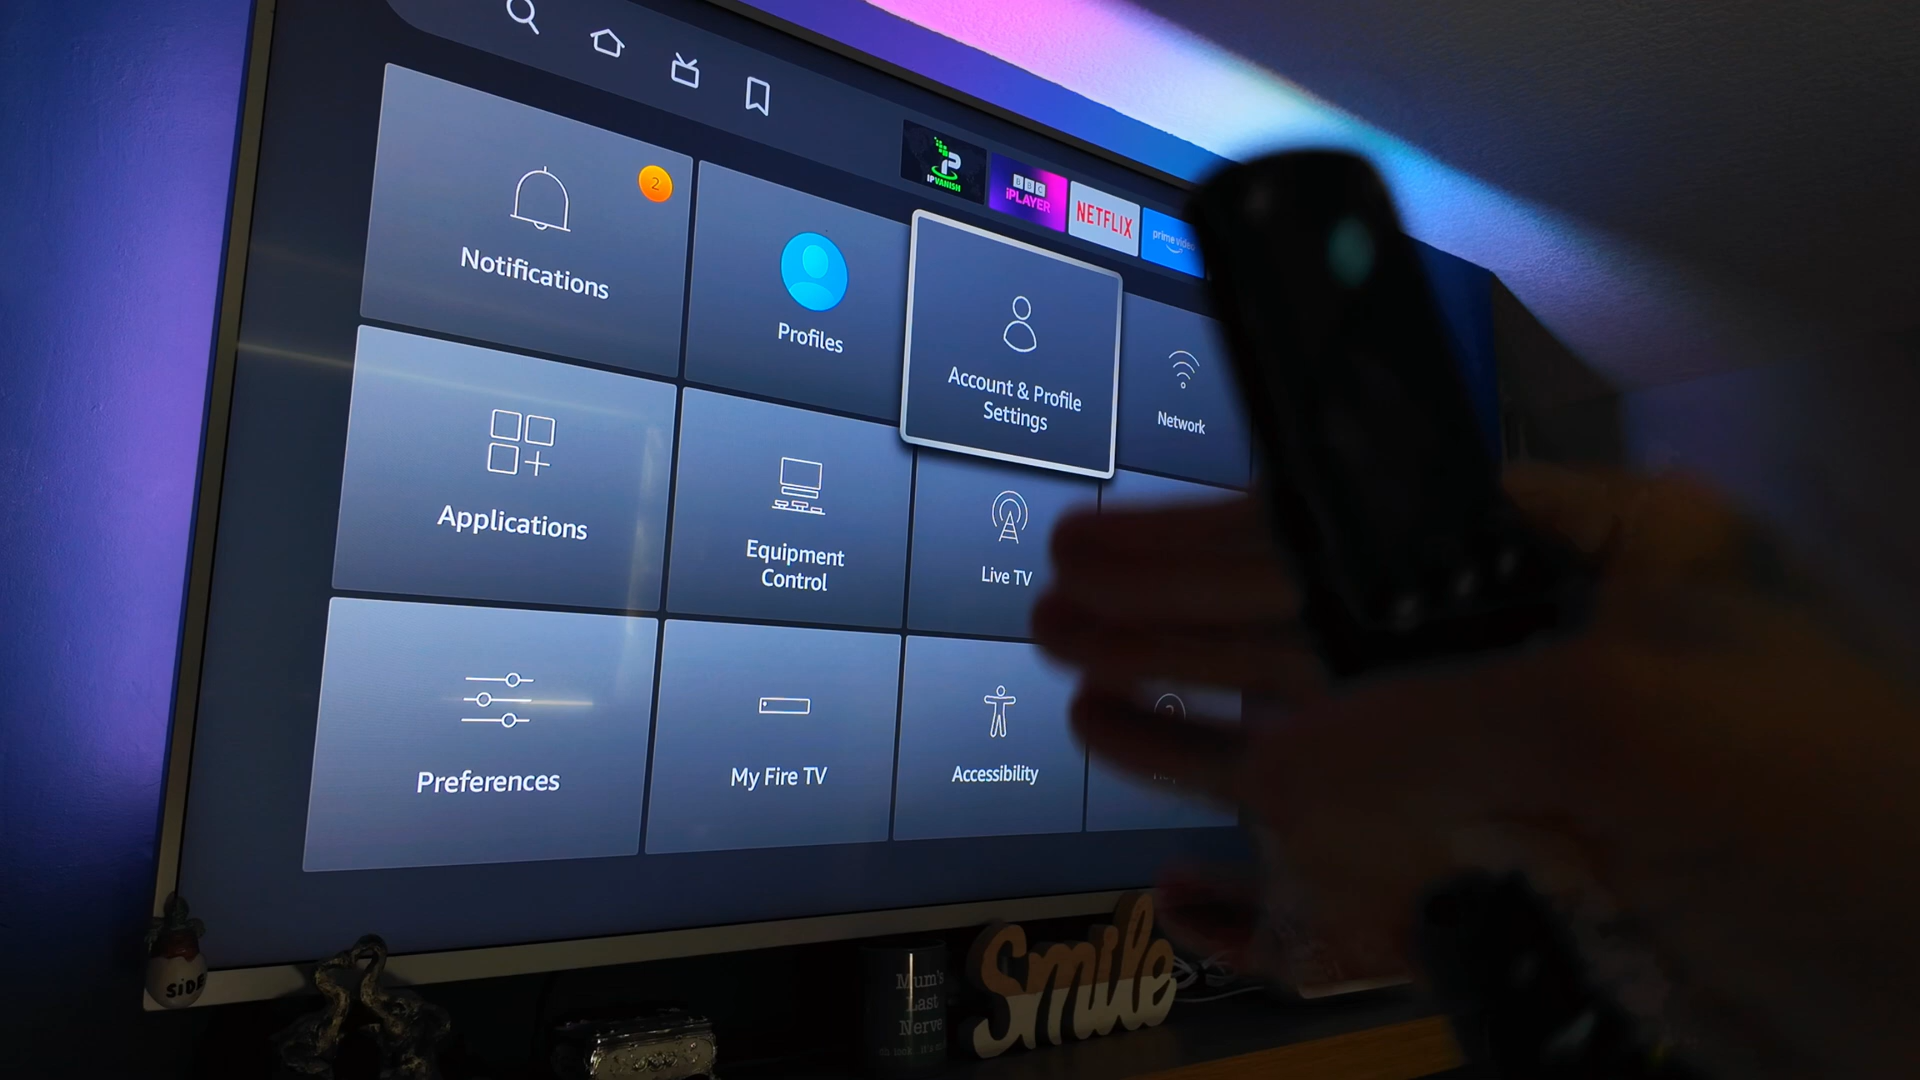 IPVANISH
BBC
iPLAYER
NETFLIX
prime video
2
Notifications
Profiles
Account & Profile
Settings
Network
Applications
Equipment
Control
Live TV
Preferences
My Fire TV
Accessibility
?
SiDE
Mum's
Last
Nerve
Smile